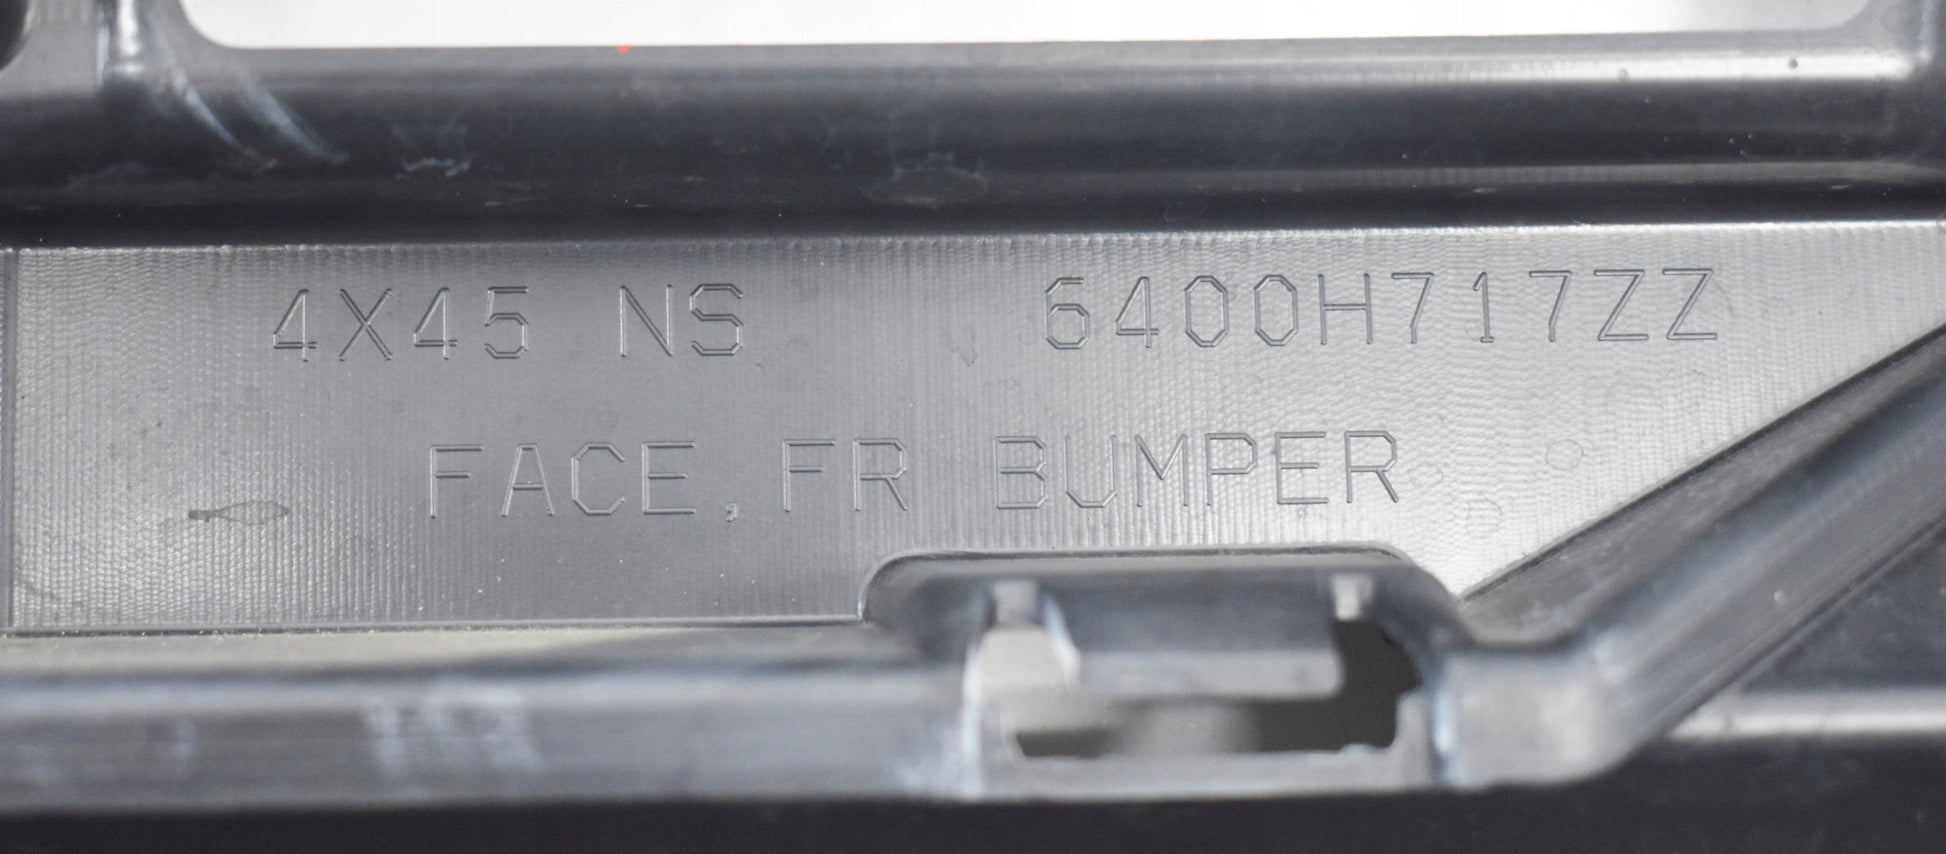 4X45 NS 6400H717ZZ
FACE, FR BUMPER